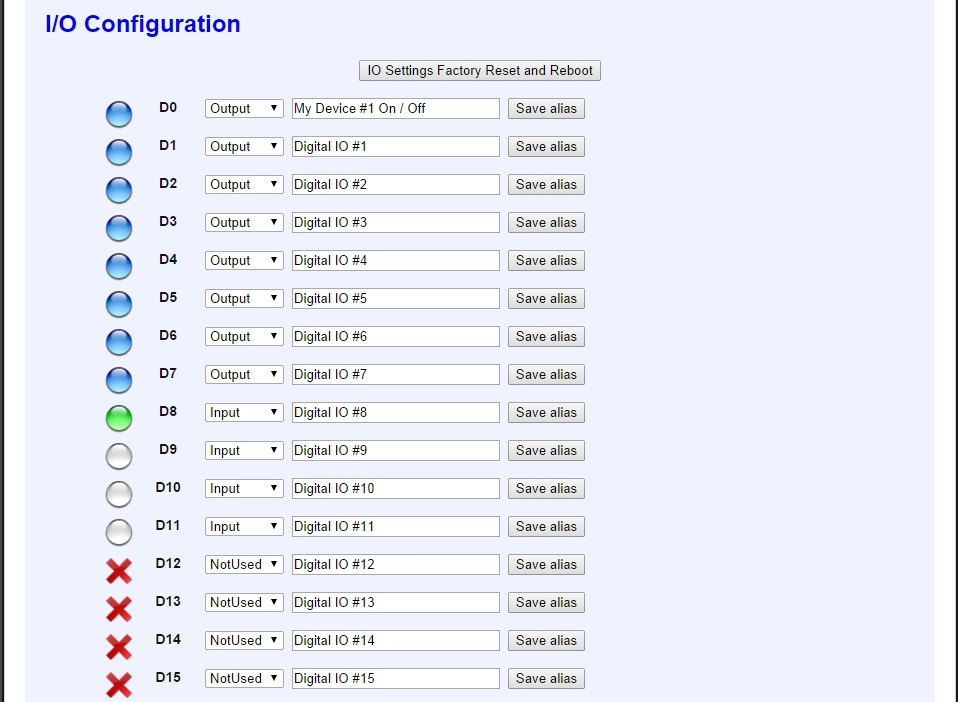 I/O Configuration
IO Settings Factory Reset and Reboot
D0 Output My Device #1 On / Off Save alias
D1 Output Digital IO #1 Save alias
D2 Output Digital IO #2 Save alias
D3 Output Digital IO #3 Save alias
D4 Output Digital IO #4 Save alias
D5 Output Digital IO #5 Save alias
D6 Output Digital IO #6 Save alias
D7 Output Digital IO #7 Save alias
D8 Input Digital IO #8 Save alias
D9 Input Digital IO #9 Save alias
D10 Input Digital IO #10 Save alias
D11 Input Digital IO #11 Save alias
D12 NotUsed Digital IO #12 Save alias
D13 NotUsed Digital IO #13 Save alias
D14 NotUsed Digital IO #14 Save alias
D15 NotUsed Digital IO #15 Save alias